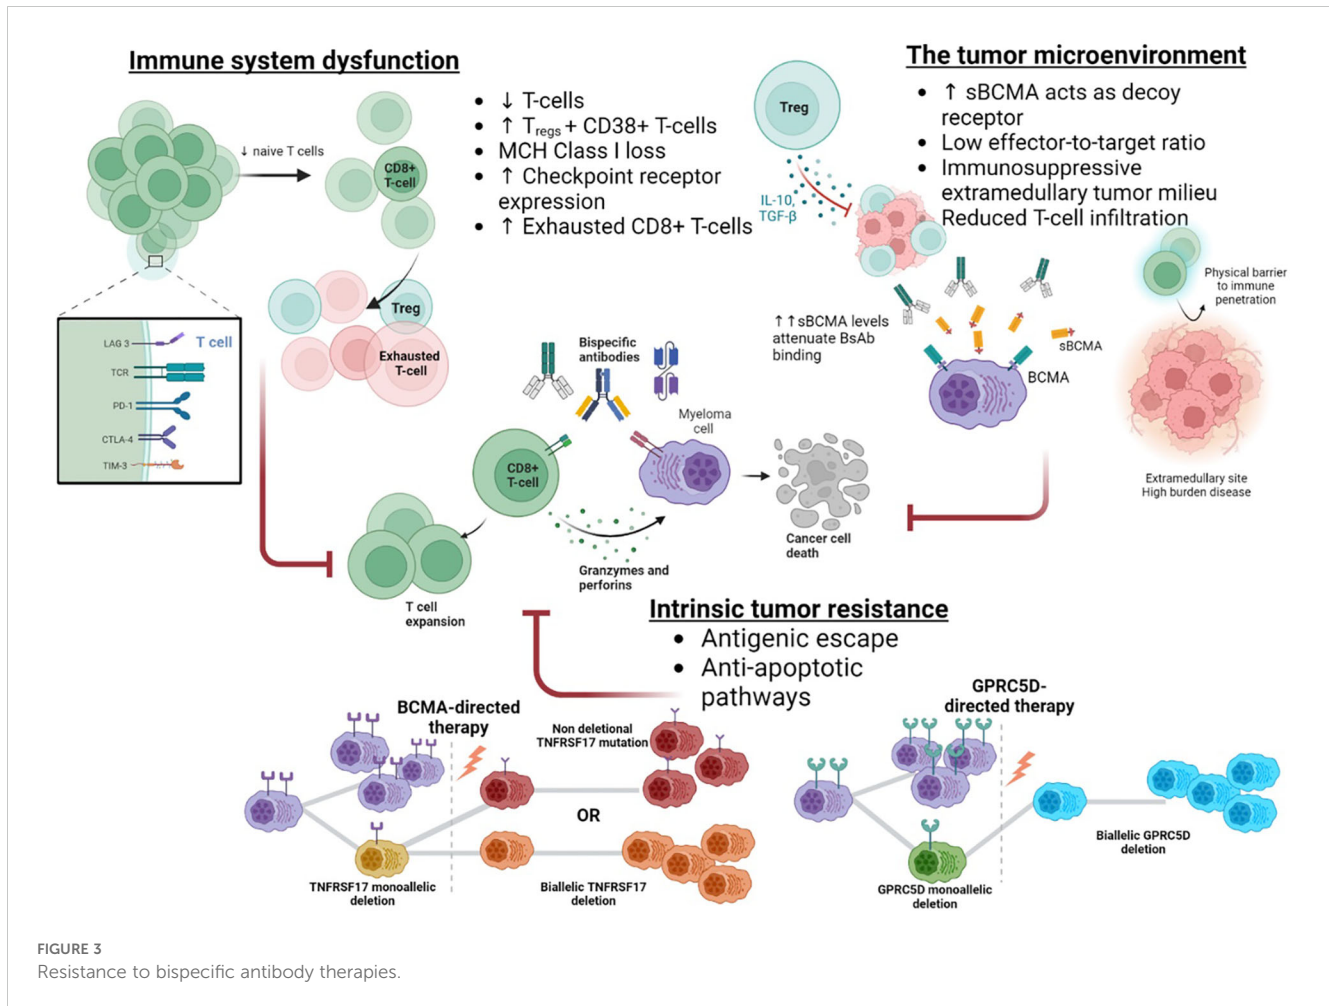 Immune system dysfunction
↓ naive T cells
CD8+
T-cell
• ↓ T-cells
• ↑ Tregs + CD38+ T-cells
• MCH Class I loss
• ↑ Checkpoint receptor
expression
• ↑ Exhausted CD8+ T-cells
T cell
LAG 3
TCR
PD-1
CTLA-4
TIM-3
Treg
Exhausted
T-cell
The tumor microenvironment
• ↑ sBCMA acts as decoy
receptor
• Low effector-to-target ratio
• Immunosuppressive
extramedullary tumor milieu
Reduced T-cell infiltration
Treg
IL-10,
TGF-β
↑↑sBCMA levels
attenuate BsAb
binding
sBCMA
BCMA
Physical barrier
to immune
penetration
Extramedullary site
High burden disease
Bispecific
antibodies
Myeloma
cell
CD8+
T-cell
Granzymes and
perforins
Cancer cell
death
T cell
expansion
Intrinsic tumor resistance
• Antigenic escape
• Anti-apoptotic
pathways
BCMA-directed
therapy
Non deletional
TNFRSF17 mutation
OR
TNFRSF17 monoallelic
deletion
Biallelic TNFRSF17
deletion
GPRC5D-
directed therapy
GPRC5D monoallelic
deletion
Biallelic GPRC5D
deletion
FIGURE 3
Resistance to bispecific antibody therapies.